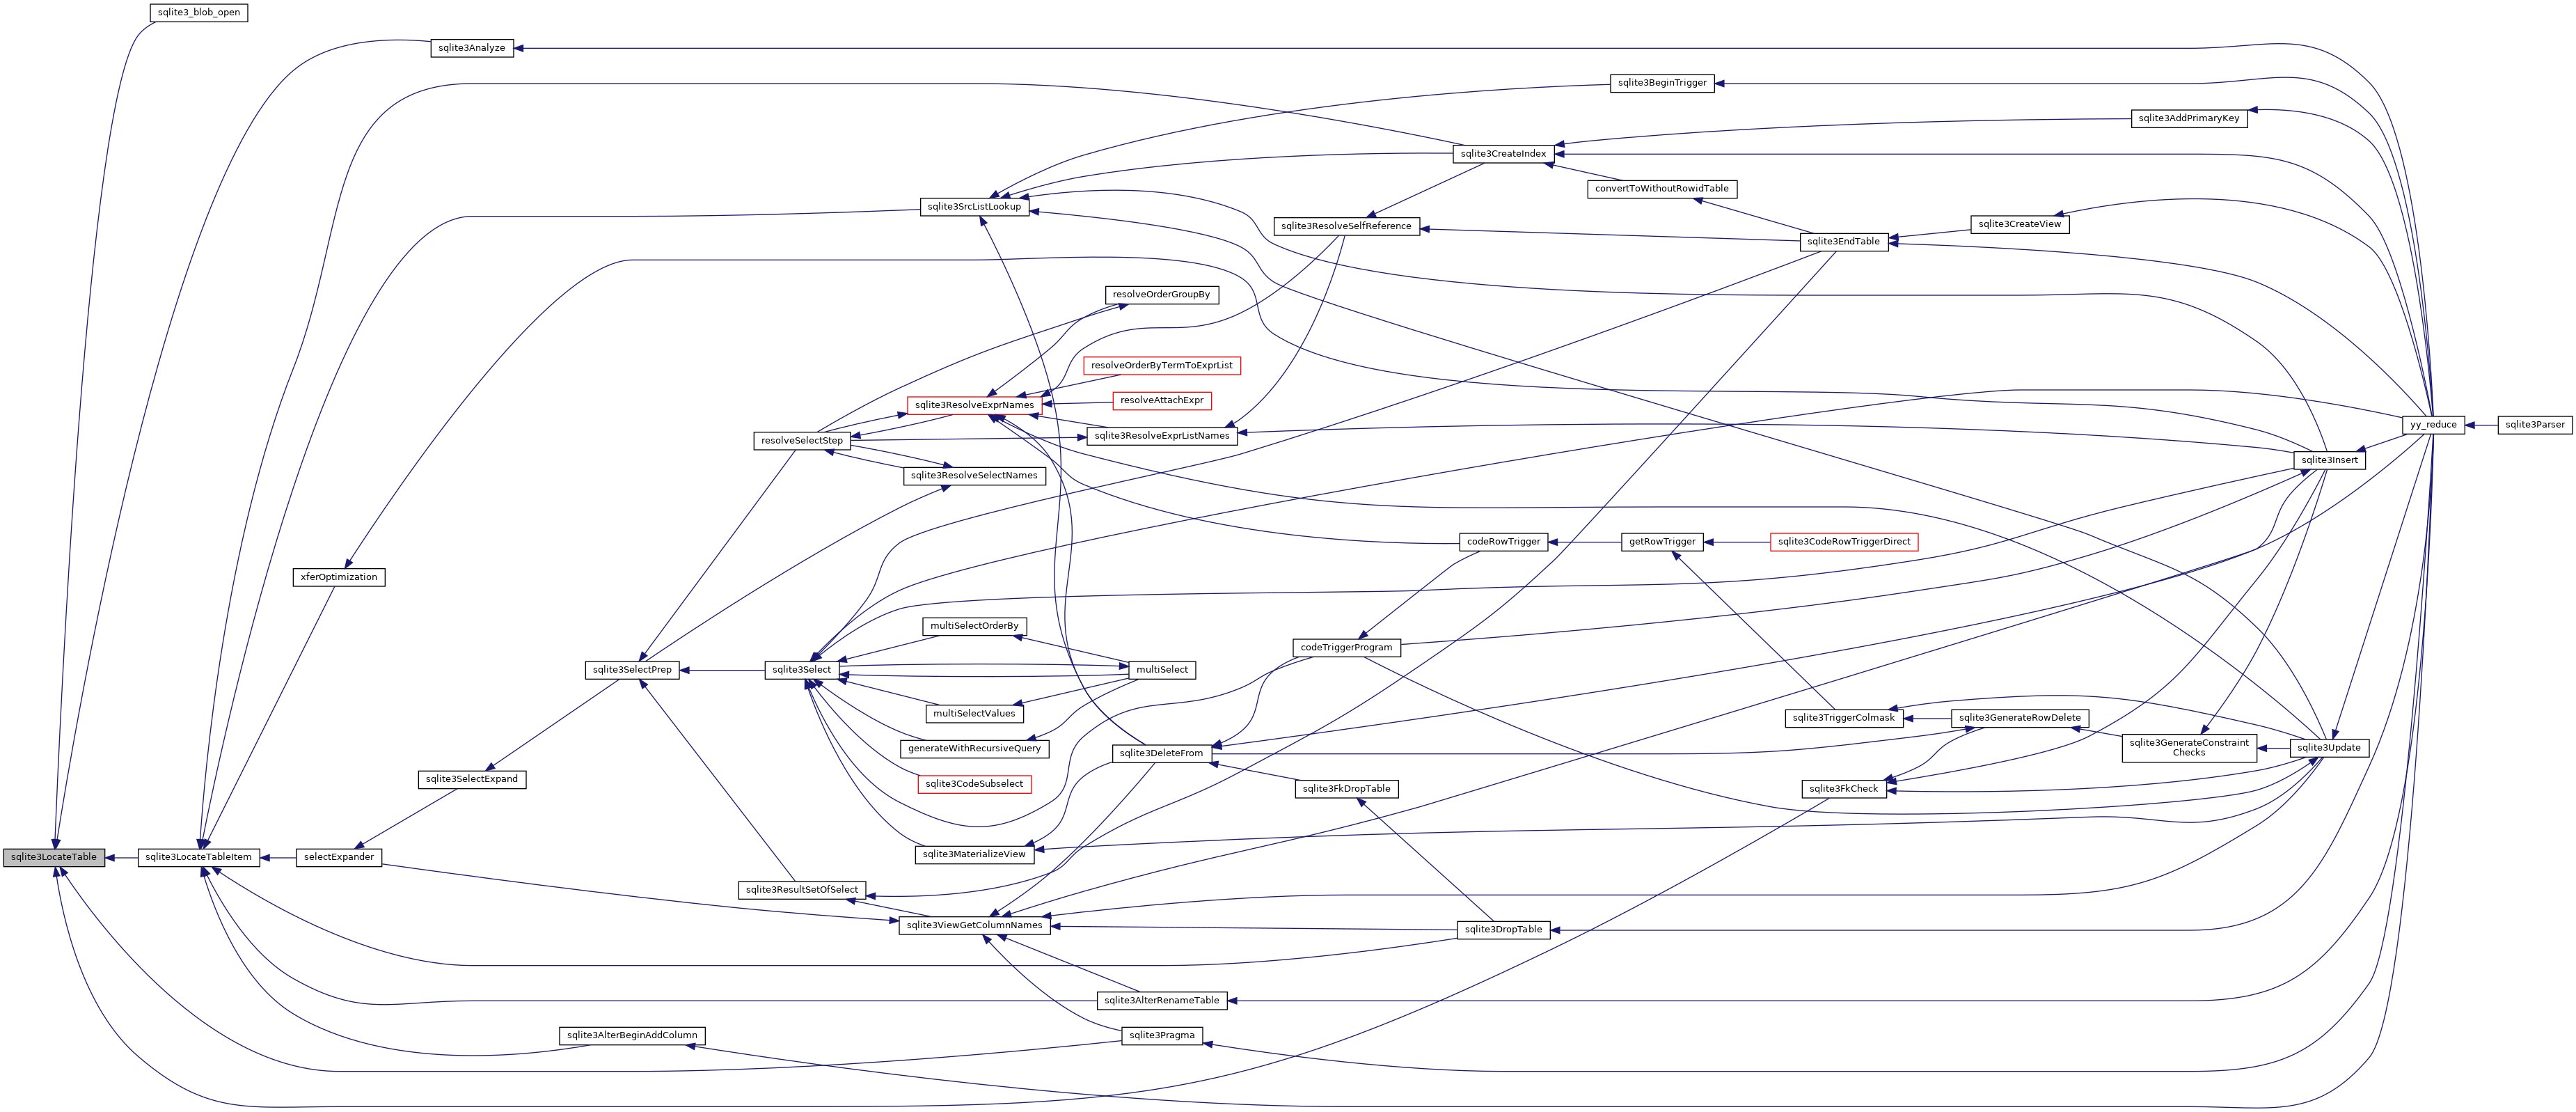 sqlite3_blob_open
sqlite3Analyze
sqlite3BeginTrigger
sqlite3AddPrimaryKey
sqlite3CreateIndex
convertToWithoutRowidTable
sqlite3SrcListLookup
sqlite3ResolveSelfReference
sqlite3CreateView
sqlite3EndTable
resolveOrderGroupBy
resolveOrderByTermToExprList
resolveAttachExpr
sqlite3ResolveExprNames
yy_reduce
sqlite3Parser
resolveSelectStep
sqlite3ResolveExprListNames
sqlite3Insert
sqlite3ResolveSelectNames
codeRowTrigger
getRowTrigger
sqlite3CodeRowTriggerDirect
xferOptimization
multiSelectOrderBy
codeTriggerProgram
sqlite3SelectPrep
sqlite3Select
multiSelect
multiSelectValues
sqlite3TriggerColmask
sqlite3GenerateRowDelete
generateWithRecursiveQuery
sqlite3DeleteFrom
sqlite3GenerateConstraint
Checks
sqlite3Update
sqlite3SelectExpand
sqlite3CodeSubselect
sqlite3FkDropTable
sqlite3FkCheck
sqlite3LocateTable
sqlite3LocateTableItem
selectExpander
sqlite3MaterializeView
sqlite3ResultSetOfSelect
sqlite3ViewGetColumnNames
sqlite3DropTable
sqlite3AlterRenameTable
sqlite3AlterBeginAddColumn
sqlite3Pragma